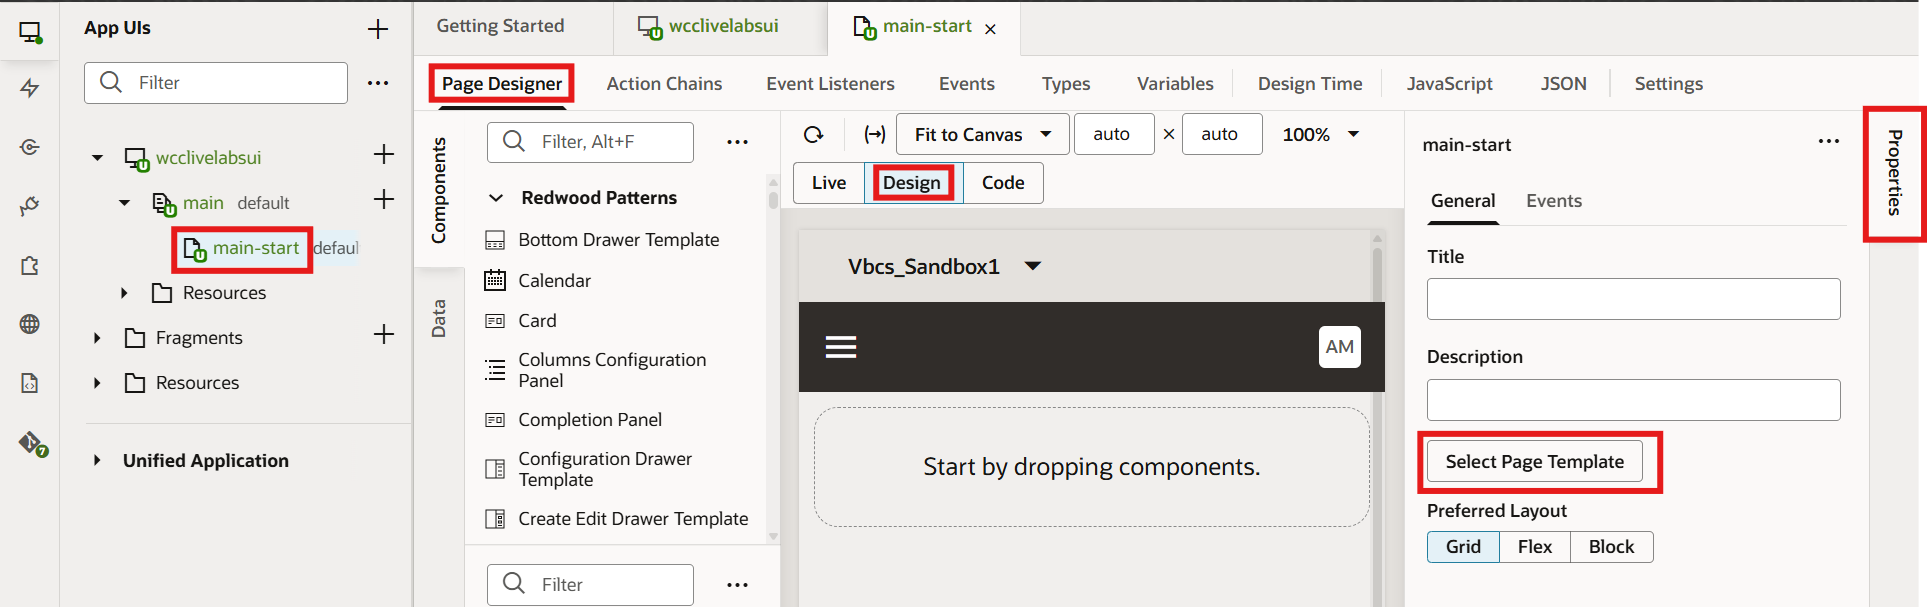 App UIs
Filter
wcclivelabsui
main default
main-start defaul
Resources
Fragments
Resources
Unified Application
7
Getting Started
wcclivelabsui
main-start
Page Designer
Action Chains
Event Listeners
Events
Types
Variables
Design Time
JavaScript
JSON
Settings
Components
Data
Filter, Alt+F
Redwood Patterns
Bottom Drawer Template
Calendar
Card
Columns Configuration
Panel
Completion Panel
Configuration Drawer
Template
Create Edit Drawer Template
Filter
Fit to Canvas
auto × auto
100%
Live
Design
Code
Vbcs_Sandbox1
AM
Start by dropping components.
main-start
General
Events
Title
Description
Select Page Template
Preferred Layout
Grid
Flex
Block
Properties